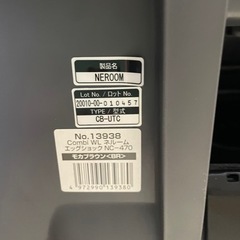 製品名
NEROOM
Lot No. / ロット No
20010-00-010457
TYPE / 型式
CB-UTC
No.13938
Combi WL ネルーム
エッグショック NC-470
モカブラウン<BR>
4 972990 139380